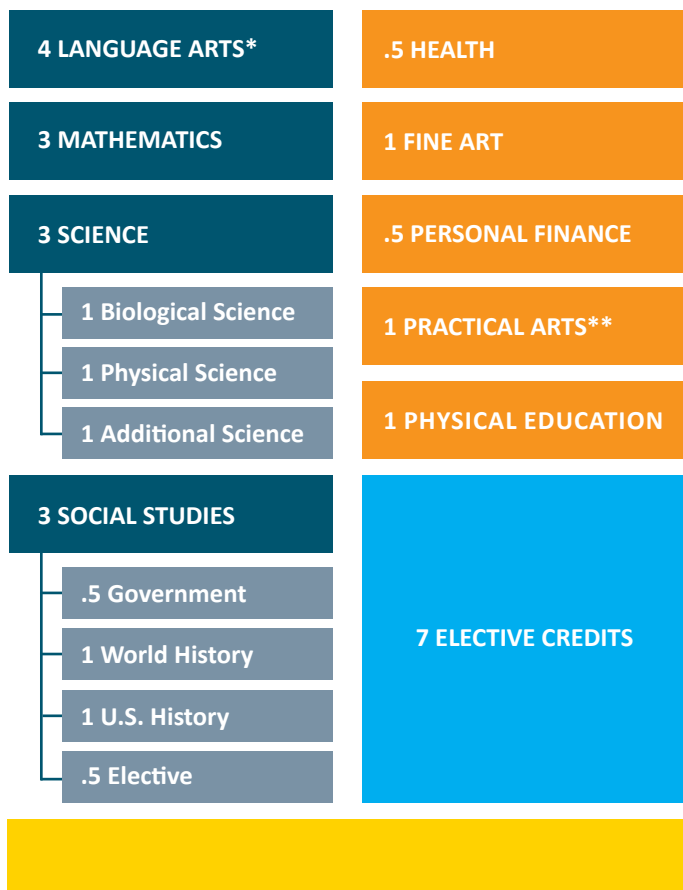 4 LANGUAGE ARTS*
3 MATHEMATICS
3 SCIENCE
1 Biological Science
1 Physical Science
1 Additional Science
3 SOCIAL STUDIES
.5 Government
1 World History
1 U.S. History
.5 Elective
.5 HEALTH
1 FINE ART
.5 PERSONAL FINANCE
1 PRACTICAL ARTS**
1 PHYSICAL EDUCATION
7 ELECTIVE CREDITS